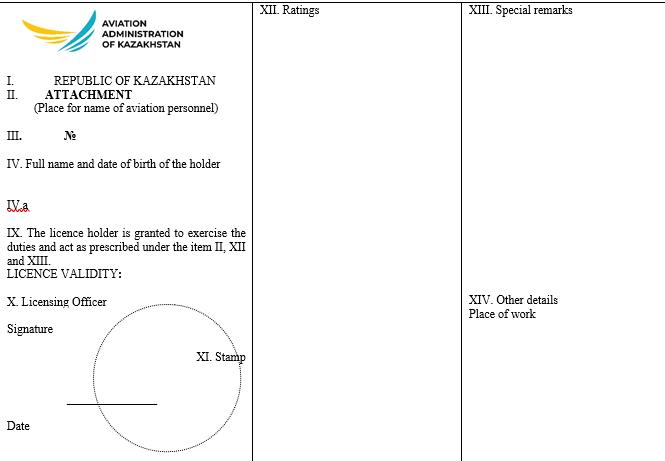 AVIATION
ADMINISTRATION
OF KAZAKHSTAN
I. REPUBLIC OF KAZAKHSTAN
II. ATTACHMENT
(Place for name of aviation personnel)
III. №
IV. Full name and date of birth of the holder
IV.a
IX. The licence holder is granted to exercise the
duties and act as prescribed under the item II, XII
and XIII.
LICENCE VALIDITY:
X. Licensing Officer
Signature
XI. Stamp
Date
XII. Ratings
XIII. Special remarks
XIV. Other details
Place of work